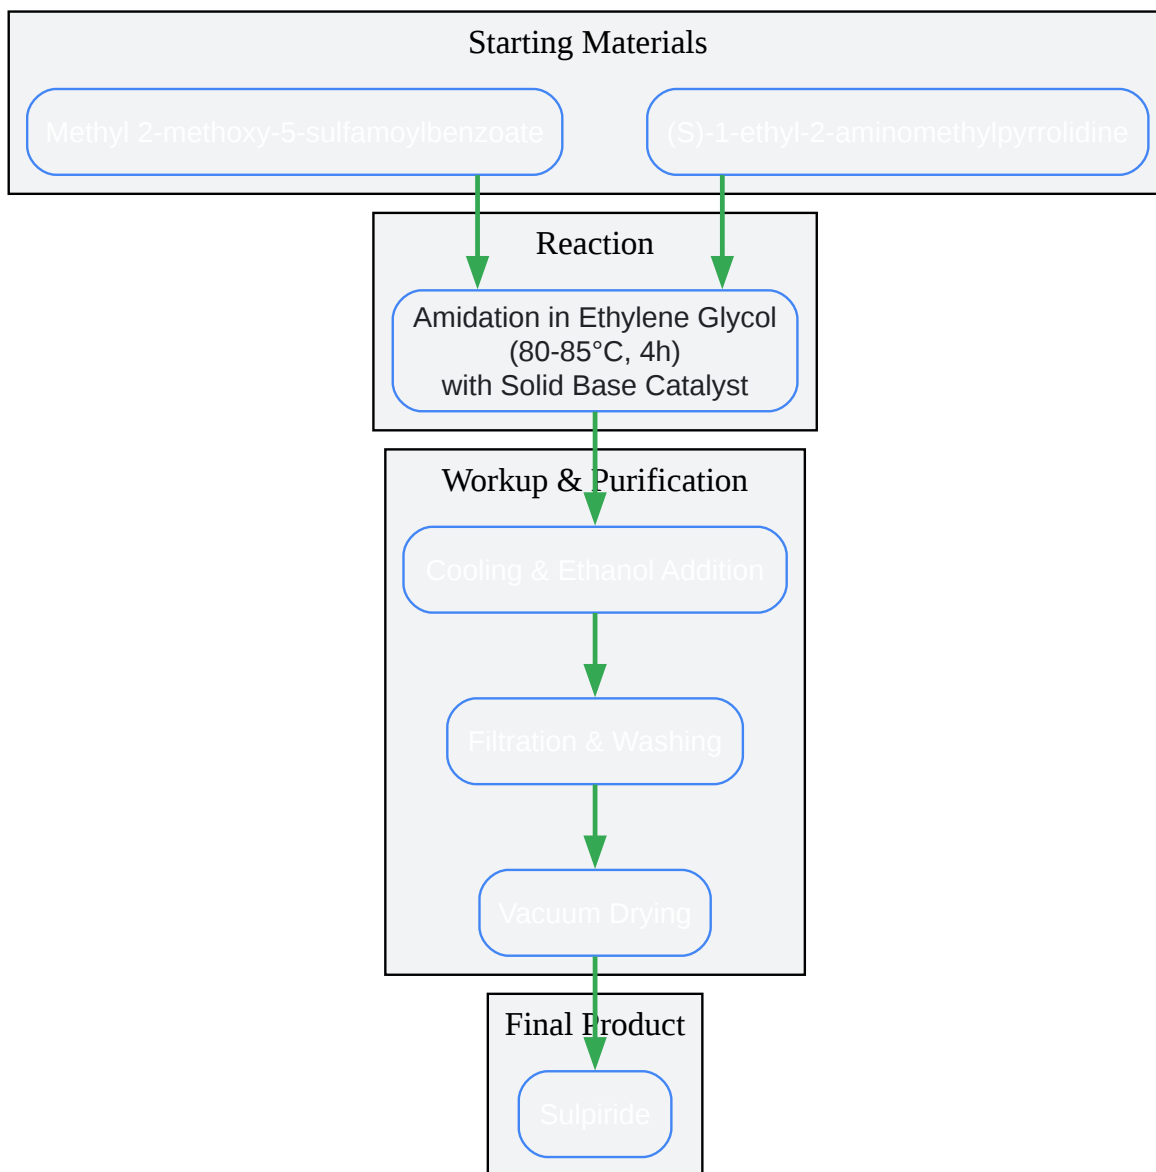 Starting Materials
Methyl 2-methoxy-5-sulfamoylbenzoate
(S)-1-ethyl-2-aminomethylpyrrolidine
Reaction
Amidation in Ethylene Glycol
(80-85°C, 4h)
with Solid Base Catalyst
Workup & Purification
Cooling & Ethanol Addition
Filtration & Washing
Vacuum Drying
Final Product
Sulpiride